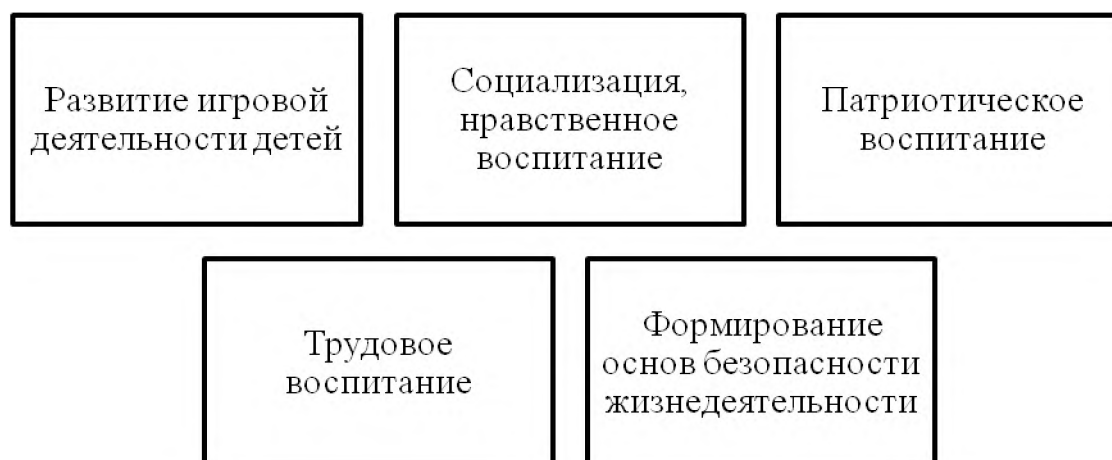 Развитие игровой
деятельности детей
Социализация,
нравственное
воспитание
Патриотическое
воспитание
Трудовое
воспитание
Формирование
основ безопасности
жизнедеятельности